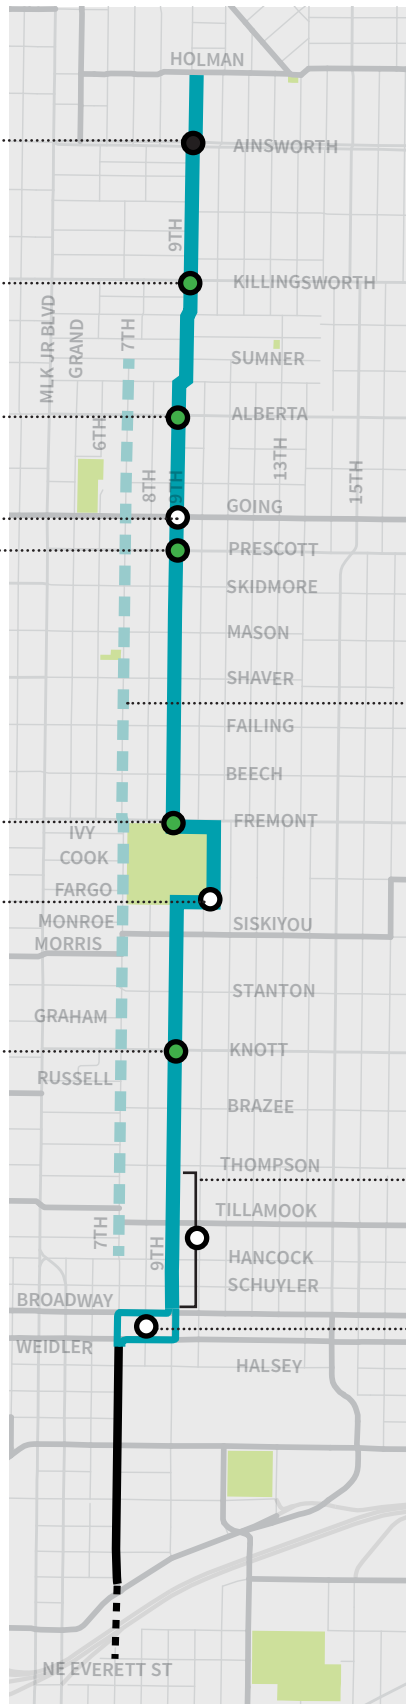 HOLMAN
AINSWORTH
9TH
KILLINGSWORTH
MLK JR BLVD
GRAND
7TH
SUMNER
ALBERTA
6TH
13TH
15TH
8TH
9TH
GOING
PRESCOTT
SKIDMORE
MASON
SHAVER
FAILING
BEECH
FREMONT
IVY
COOK
FARGO
MONROE
SISKIYOU
MORRIS
STANTON
GRAHAM
KNOTT
RUSSELL
BRAZEE
THOMPSON
TILLAMOOK
7TH
9TH
HANCOCK
SCHUYLER
BROADWAY
WEIDLER
HALSEY
NE EVERETT ST